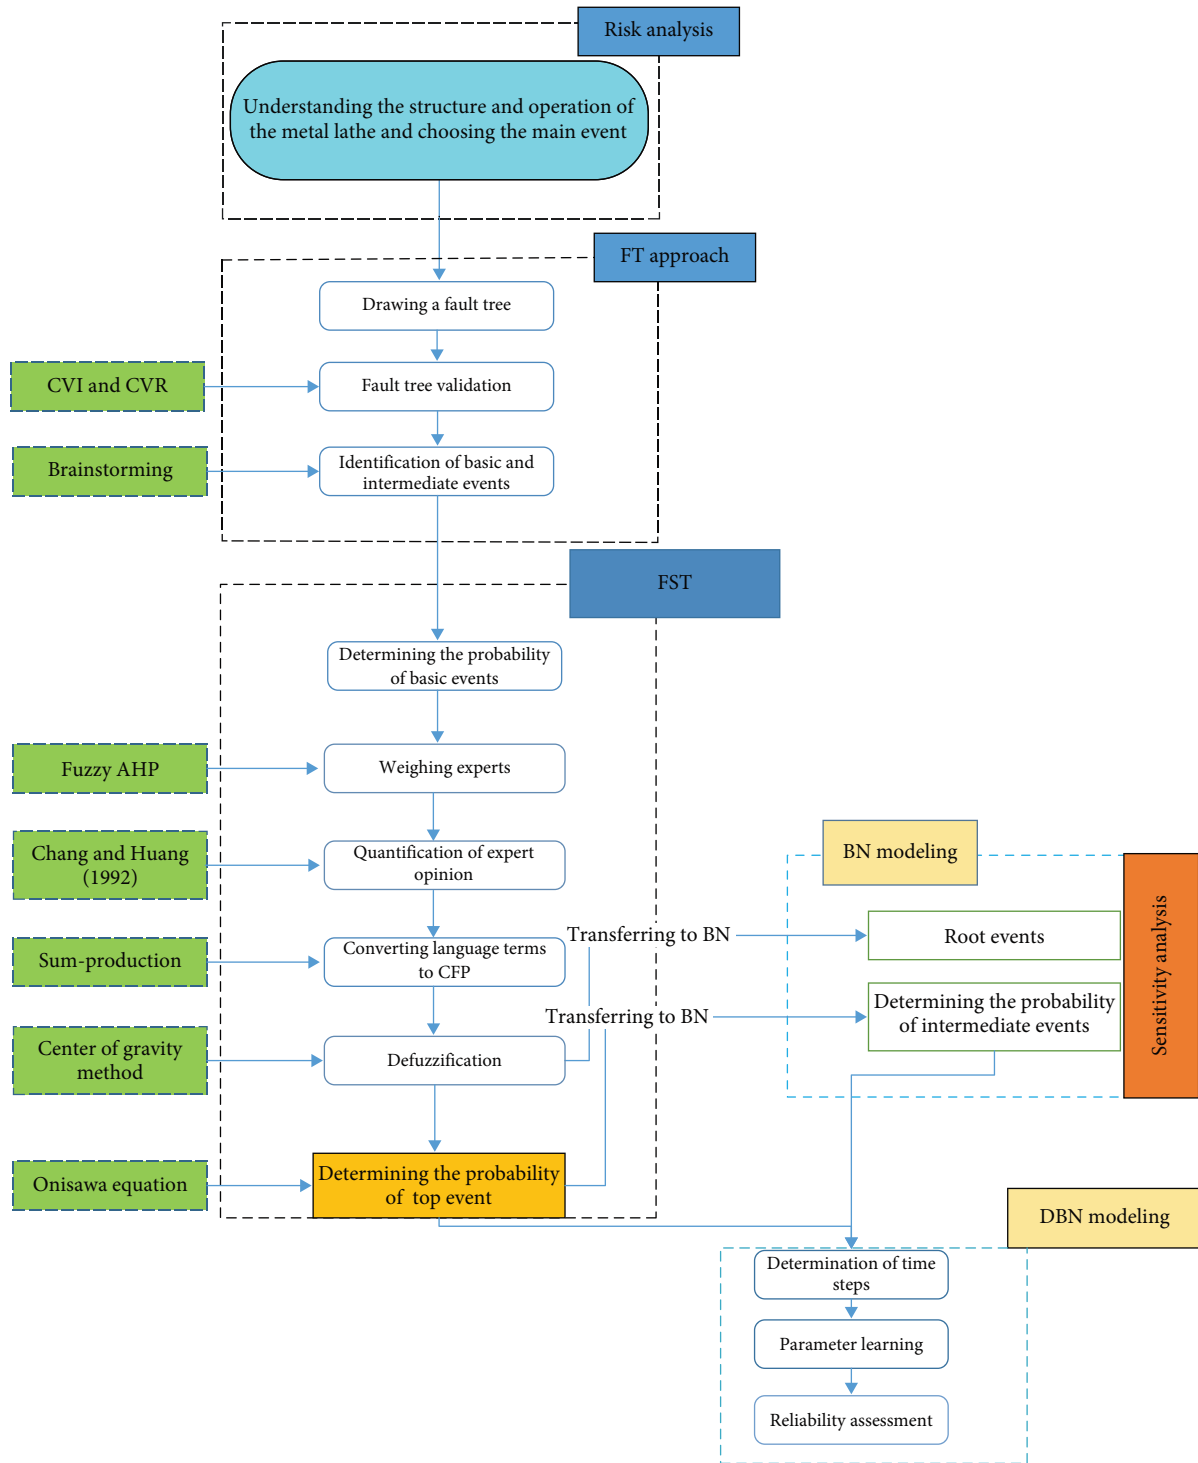 Risk analysis
Understanding the structure and operation of
the metal lathe and choosing the main event
FT approach
Drawing a fault tree
CVI and CVR
Fault tree validation
Brainstorming
Identification of basic and
intermediate events
FST
Determining the probability
of basic events
Fuzzy AHP
Weighing experts
Chang and Huang
(1992)
Quantification of expert
opinion
BN modeling
Sensitivity analysis
Sum-production
Converting language terms
to CFP
Transferring to BN
Root events
Transferring to BN
Determining the probability
of intermediate events
Center of gravity
method
Defuzzification
Onisawa equation
Determining the probability
of top event
DBN modeling
Determination of time
steps
Parameter learning
Reliability assessment